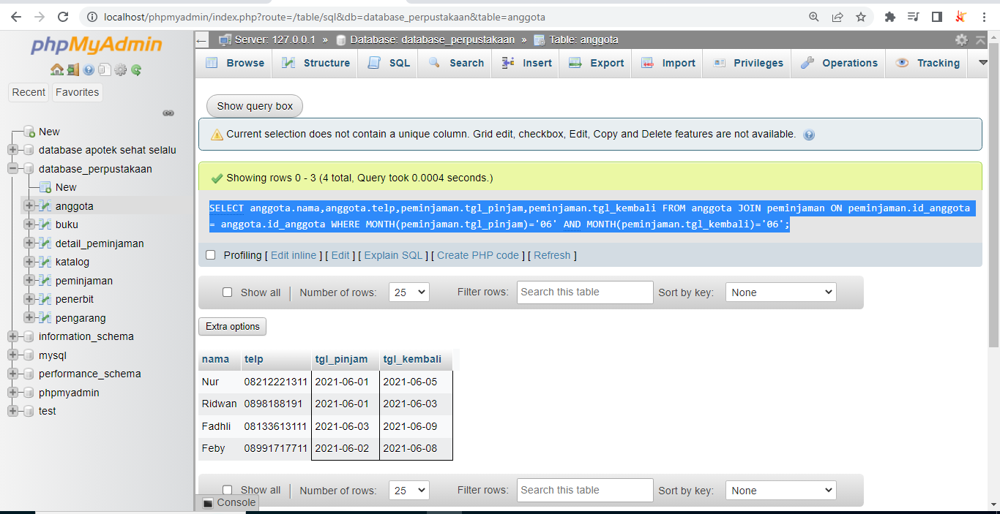 localhost/phpmyadmin/index.php?route=/table/sql&db=database_perpustakaan&table=anggota
phpMyAdmin
Recent Favorites
New
database apotek sehat selalu
database_perpustakaan
New
anggota
buku
detail_peminjaman
katalog
peminjaman
penerbit
pengarang
information_schema
mysql
performance_schema
phpmyadmin
test
Server: 127.0.0.1 » Database: database_perpustakaan » Table: anggota
Browse Structure SQL Search Insert Export Import Privileges Operations Tracking
Show query box
Current selection does not contain a unique column. Grid edit, checkbox, Edit, Copy and Delete features are not available.
Showing rows 0 - 3 (4 total, Query took 0.0004 seconds.)
SELECT anggota.nama,anggota.telp,peminjaman.tgl_pinjam,peminjaman.tgl_kembali FROM anggota JOIN peminjaman ON peminjaman.id_anggota
= anggota.id_anggota WHERE MONTH(peminjaman.tgl_pinjam)='06' AND MONTH(peminjaman.tgl_kembali)='06';
Profiling [ Edit inline ] [ Edit ] [ Explain SQL ] [ Create PHP code ] [ Refresh ]
Show all | Number of rows: 25 Filter rows: Search this table Sort by key: None
Extra options
nama telp tgl_pinjam tgl_kembali
Nur 08212221311 2021-06-01 2021-06-05
Ridwan 0898188191 2021-06-01 2021-06-03
Fadhli 08133613111 2021-06-03 2021-06-09
Feby 08991717711 2021-06-02 2021-06-08
Show all | Number of rows: 25 Filter rows: Search this table Sort by key: None
Console